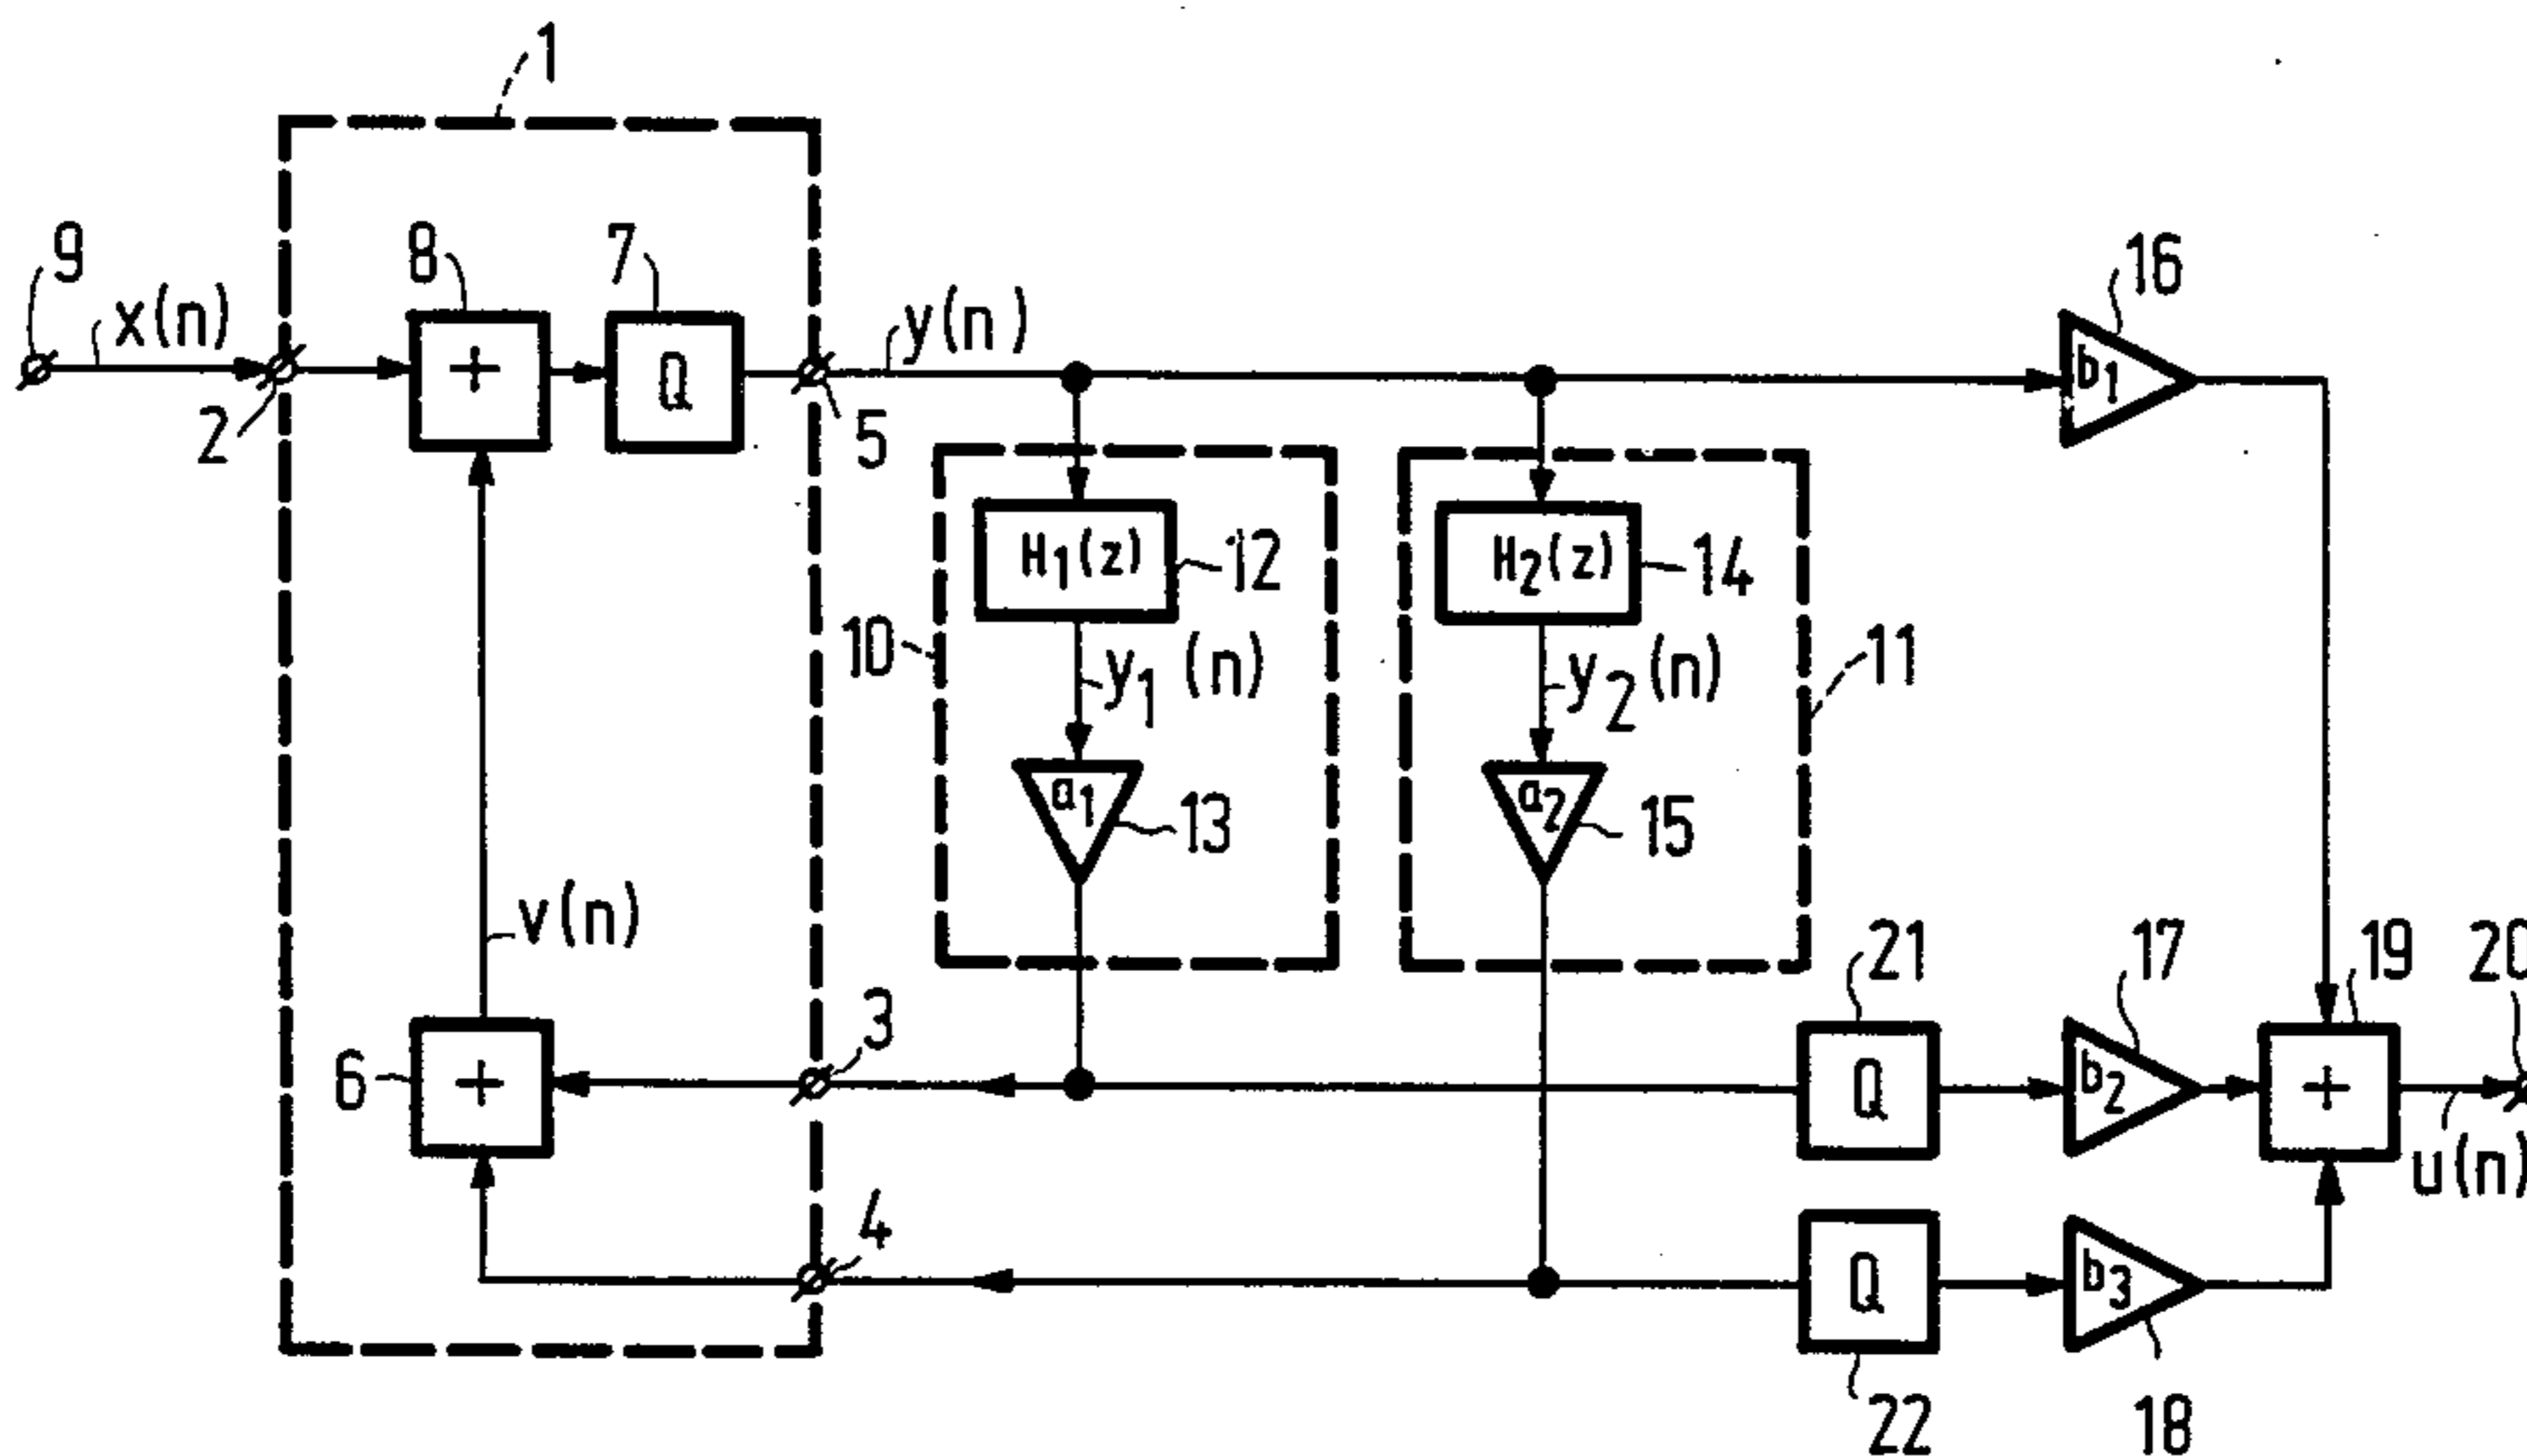 1
9
x(n)
8
7
y(n)
16
+
Q
b1
2
5
H1(z)
12
H2(z)
14
10
y1(n)
y2(n)
11
a1
13
a2
15
v(n)
21
17
19
20
3
6
+
Q
b2
+
u(n)
4
Q
b3
22
18